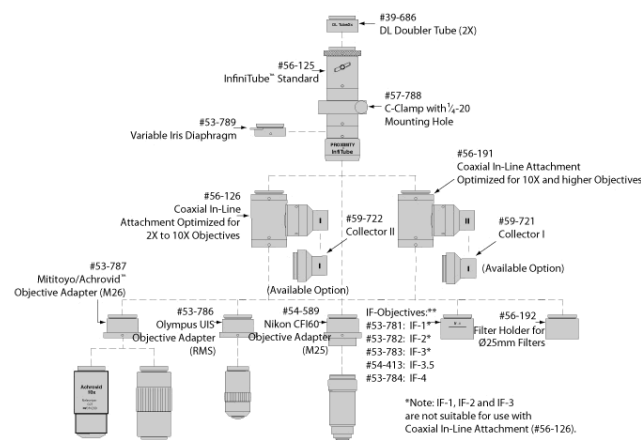 #39-686
DL Doubler Tube (2X)
#56-125
InfiniTube™ Standard
#57-788
C-Clamp with ¼-20
Mounting Hole
#53-789
Variable Iris Diaphragm
PROXIMITY
InfiTube
#56-191
Coaxial In-Line Attachment
Optimized for 10X and higher Objectives
#56-126
Coaxial In-Line
Attachment Optimized for
2X to 10X Objectives
I
II
#59-722
Collector II
#59-721
Collector I
I
I
(Available Option)
(Available Option)
#53-787
Mititoyo/Achrovid™
Objective Adapter (M26)
#53-786
Olympus UIS
Objective Adapter
(RMS)
#54-589
Nikon CFI60
Objective Adapter
(M25)
IF-Objectives:**
#53-781: IF-1*
#53-782: IF-2*
#53-783: IF-3*
#54-413: IF-3.5
#53-784: IF-4
#56-192
Filter Holder for
Ø25mm Filters
Achrovid
10x
*Note: IF-1, IF-2 and IF-3
are not suitable for use with
Coaxial In-Line Attachment (#56-126).